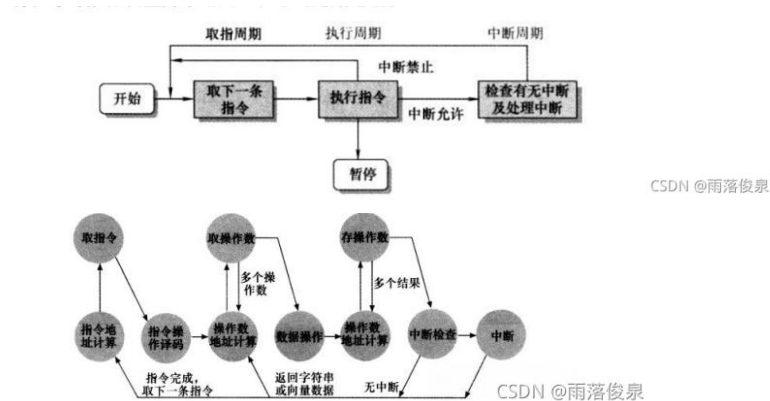 取指周期
执行周期
中断周期
中断禁止
开始
取下一条
指令
执行指令
中断允许
检查有无中断
及处理中断
暂停
CSDN @雨落俊泉
取指令
取操作数
存操作数
多个操
作数
多个结果
指令地
址计算
指令操
作译码
操作数
地址计算
数据操作
操作数
地址计算
中断检查
中断
指令完成，
取下一条指令
返回字符串
或向量数据
无中断
CSDN @雨落俊泉